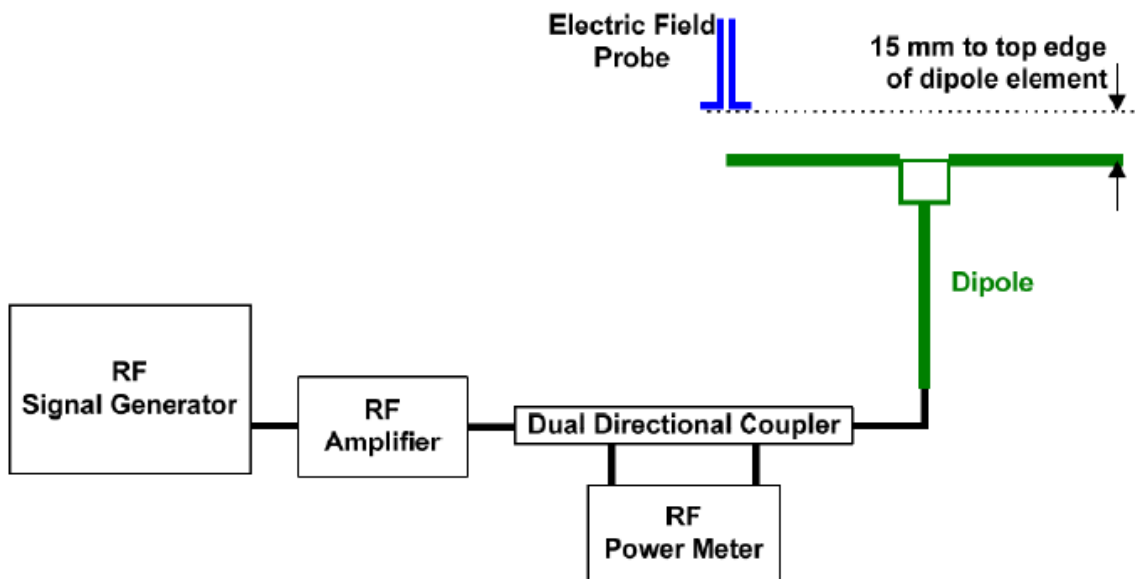 Electric Field
Probe
15 mm to top edge
of dipole element
Dipole
RF
Signal Generator
RF
Amplifier
Dual Directional Coupler
RF
Power Meter